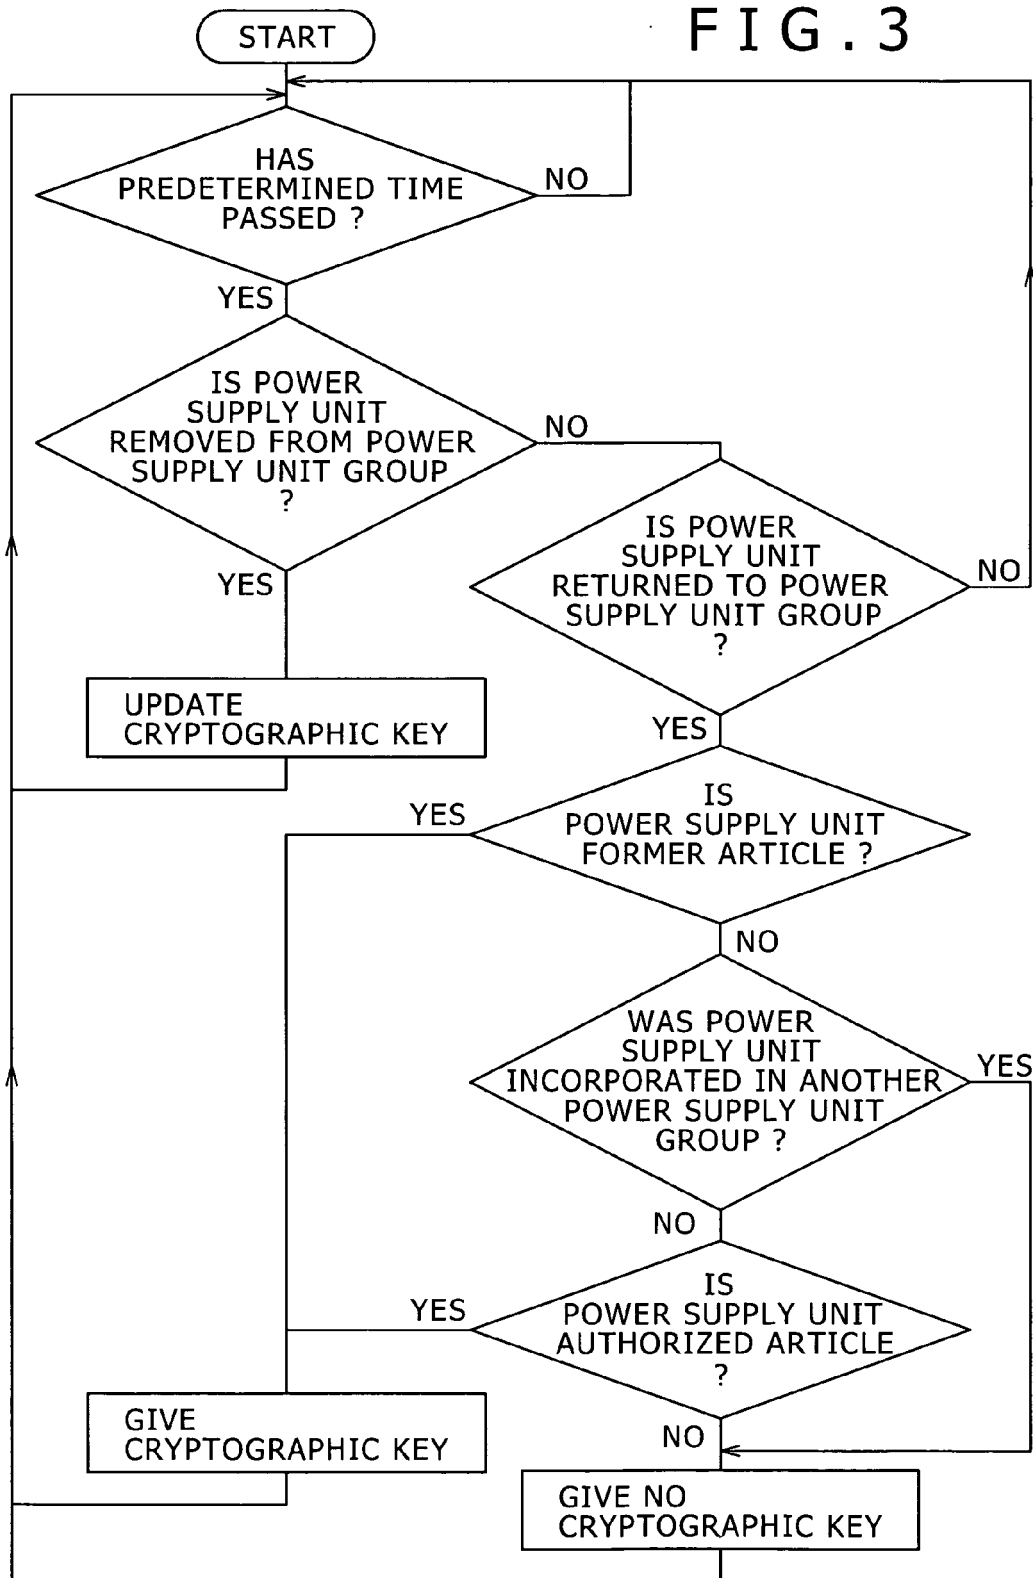 FIG.3
START
HAS
PREDETERMINED TIME
PASSED ?
NO
YES
IS POWER
SUPPLY UNIT
REMOVED FROM POWER
SUPPLY UNIT GROUP
?
NO
YES
IS POWER
SUPPLY UNIT
RETURNED TO POWER
SUPPLY UNIT GROUP
?
NO
YES
UPDATE
CRYPTOGRAPHIC KEY
IS
POWER SUPPLY UNIT
FORMER ARTICLE ?
YES
NO
WAS POWER
SUPPLY UNIT
INCORPORATED IN ANOTHER
POWER SUPPLY UNIT
GROUP ?
YES
NO
IS
POWER SUPPLY UNIT
AUTHORIZED ARTICLE
?
YES
NO
GIVE
CRYPTOGRAPHIC KEY
GIVE NO
CRYPTOGRAPHIC KEY